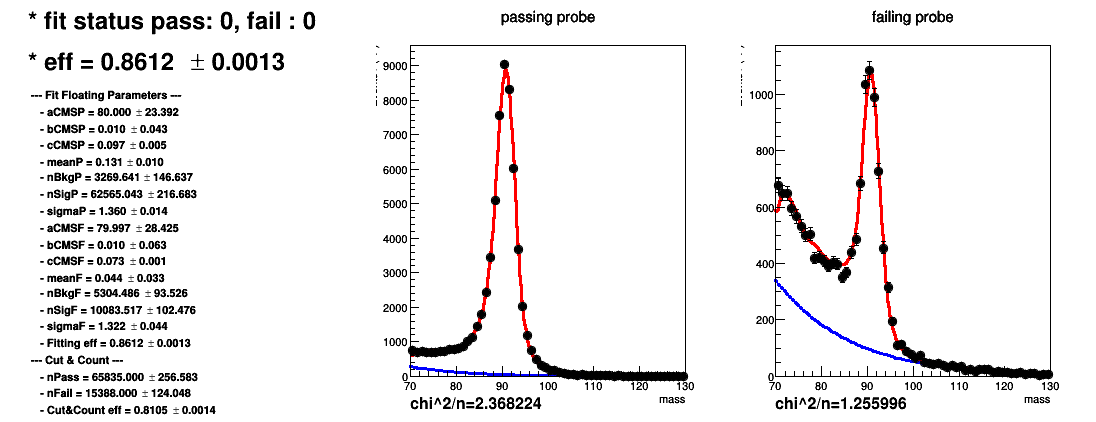 * fit status pass: 0, fail : 0
* eff = 0.8612 ± 0.0013
--- Fit Floating Parameters ---
- aCMSP = 80.000 ± 23.392
- bCMSP = 0.010 ± 0.043
- cCMSP = 0.097 ± 0.005
- meanP = 0.131 ± 0.010
- nBkgP = 3269.641 ± 146.637
- nSigP = 62565.043 ± 216.683
- sigmaP = 1.360 ± 0.014
- aCMSF = 79.997 ± 28.425
- bCMSF = 0.010 ± 0.063
- cCMSF = 0.073 ± 0.001
- meanF = 0.044 ± 0.033
- nBkgF = 5304.486 ± 93.526
- nSigF = 10083.517 ± 102.476
- sigmaF = 1.322 ± 0.044
- Fitting eff = 0.8612 ± 0.0013
--- Cut & Count ---
- nPass = 65835.000 ± 256.583
- nFail = 15388.000 ± 124.048
- Cut&Count eff = 0.8105 ± 0.0014
passing probe
9000
8000
7000
6000
5000
4000
3000
2000
1000
0
70 80 90 100 110 120 130
mass
chi^2/n=2.368224
failing probe
1000
800
600
400
200
0
70 80 90 100 110 120 130
mass
chi^2/n=1.255996